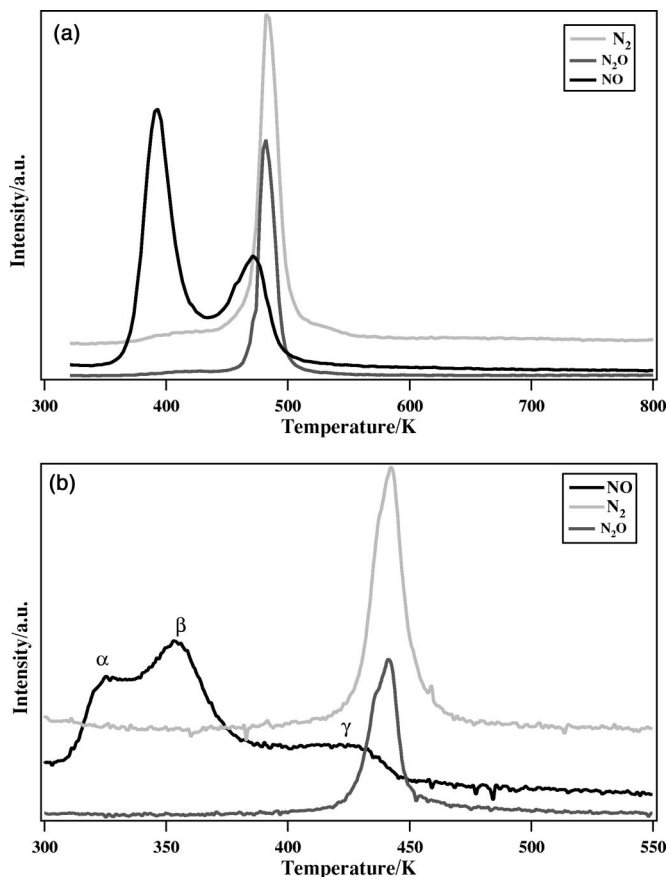 (a)
N₂
N₂O
NO
Intensity/a.u.
300 400 500 600 700 800
Temperature/K
(b)
NO
N₂
N₂O
α
β
γ
Intensity/a.u.
300 350 400 450 500 550
Temperature/K